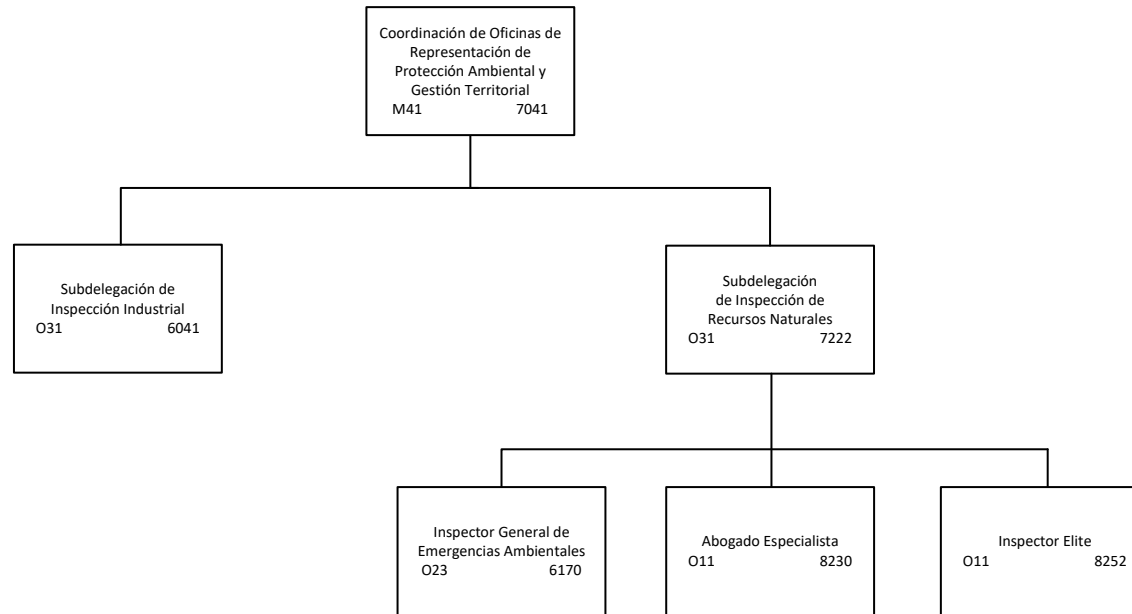 Coordinación de Oficinas de
Representación de
Protección Ambiental y
Gestión Territorial
M41 7041
Subdelegación de
Inspección Industrial
O31 6041
Subdelegación
de Inspección de
Recursos Naturales
O31 7222
Inspector General de
Emergencias Ambientales
O23 6170
Abogado Especialista
O11 8230
Inspector Elite
O11 8252